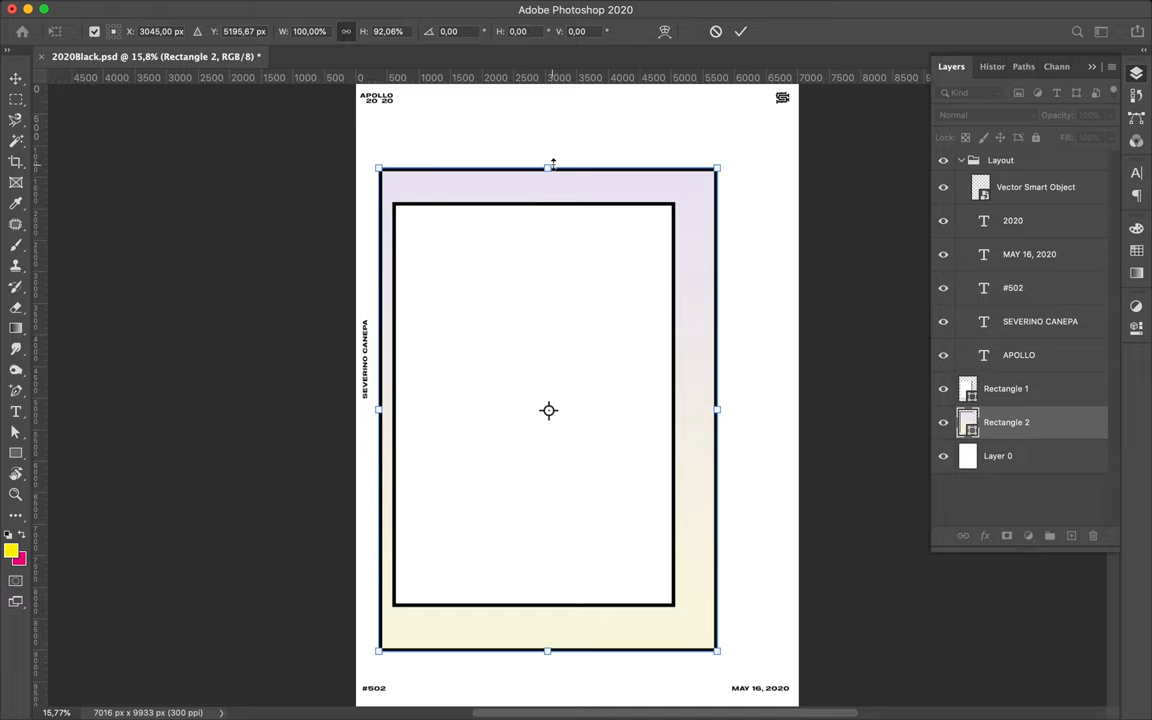 Adobe Photoshop 2020
X: 3045,00 px Y: 5195,67 px W: 100,00% H: 92,06% 0,00 ° H: 0,00 ° V: 0,00 °
2020Black.psd @ 15,8% (Rectangle 2, RGB/8) *
4500 4000 3500 3000 2500 2000 1500 1000 500 0 500 1000 1500 2000 2500 3000 3500 4000 4500 5000 5500 6000 6500 7000 7500 8000 8500
Layers Histor Paths Chann
Kind
Normal Opacity: 100%
Lock: Fill: 100%
Layout
Vector Smart Object
2020
MAY 16, 2020
#502
SEVERINO CANEPA
APOLLO
Rectangle 1
Rectangle 2
Layer 0
APOLLO
20 20
SEVERINO CANEPA
#502
MAY 16, 2020
15,77% 7016 px x 9933 px (300 ppi)